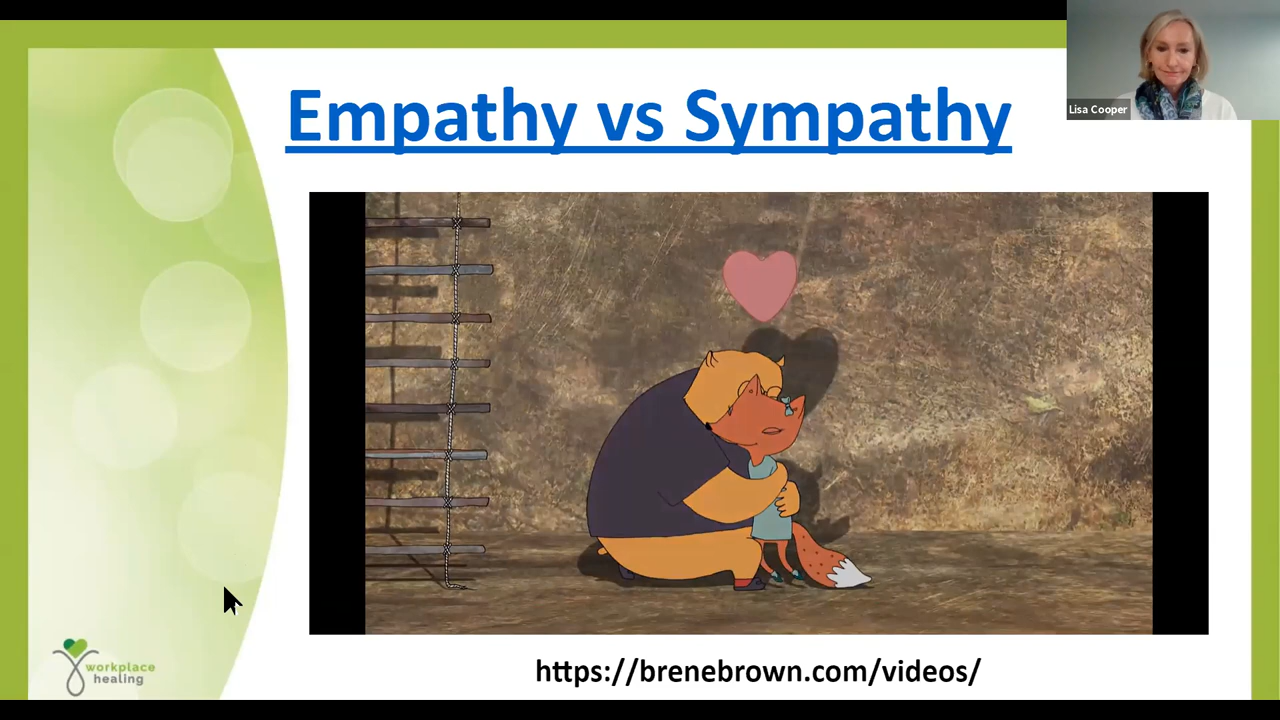 Empathy vs Sympathy
Lisa Cooper
https://brenebrown.com/videos/
workplace
healing